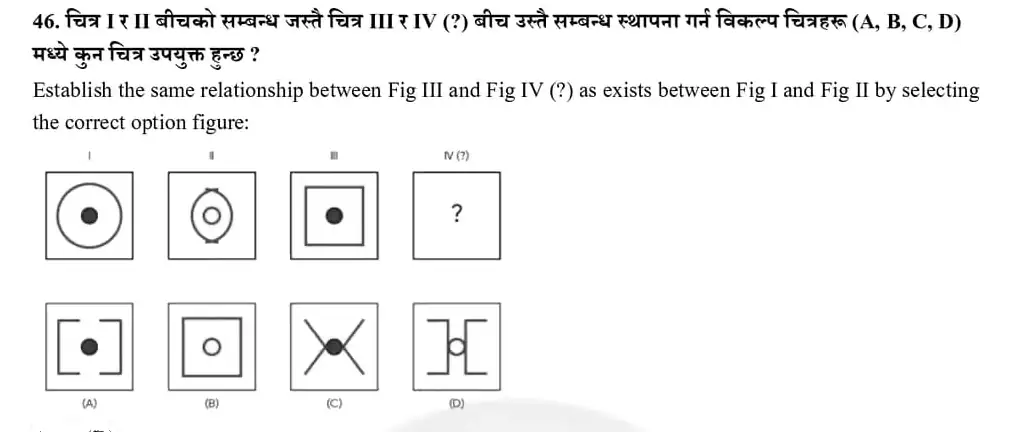 46. चित्र I र II बीचको सम्बन्ध जस्तै चित्र III र IV (?) बीच उस्तै सम्बन्ध स्थापना गर्न विकल्प चित्रहरू (A, B, C, D)
मध्ये कुन चित्र उपयुक्त हुन्छ ?
Establish the same relationship between Fig III and Fig IV (?) as exists between Fig I and Fig II by selecting
the correct option figure:
I II III IV (?)
?
(A) (B) (C) (D)